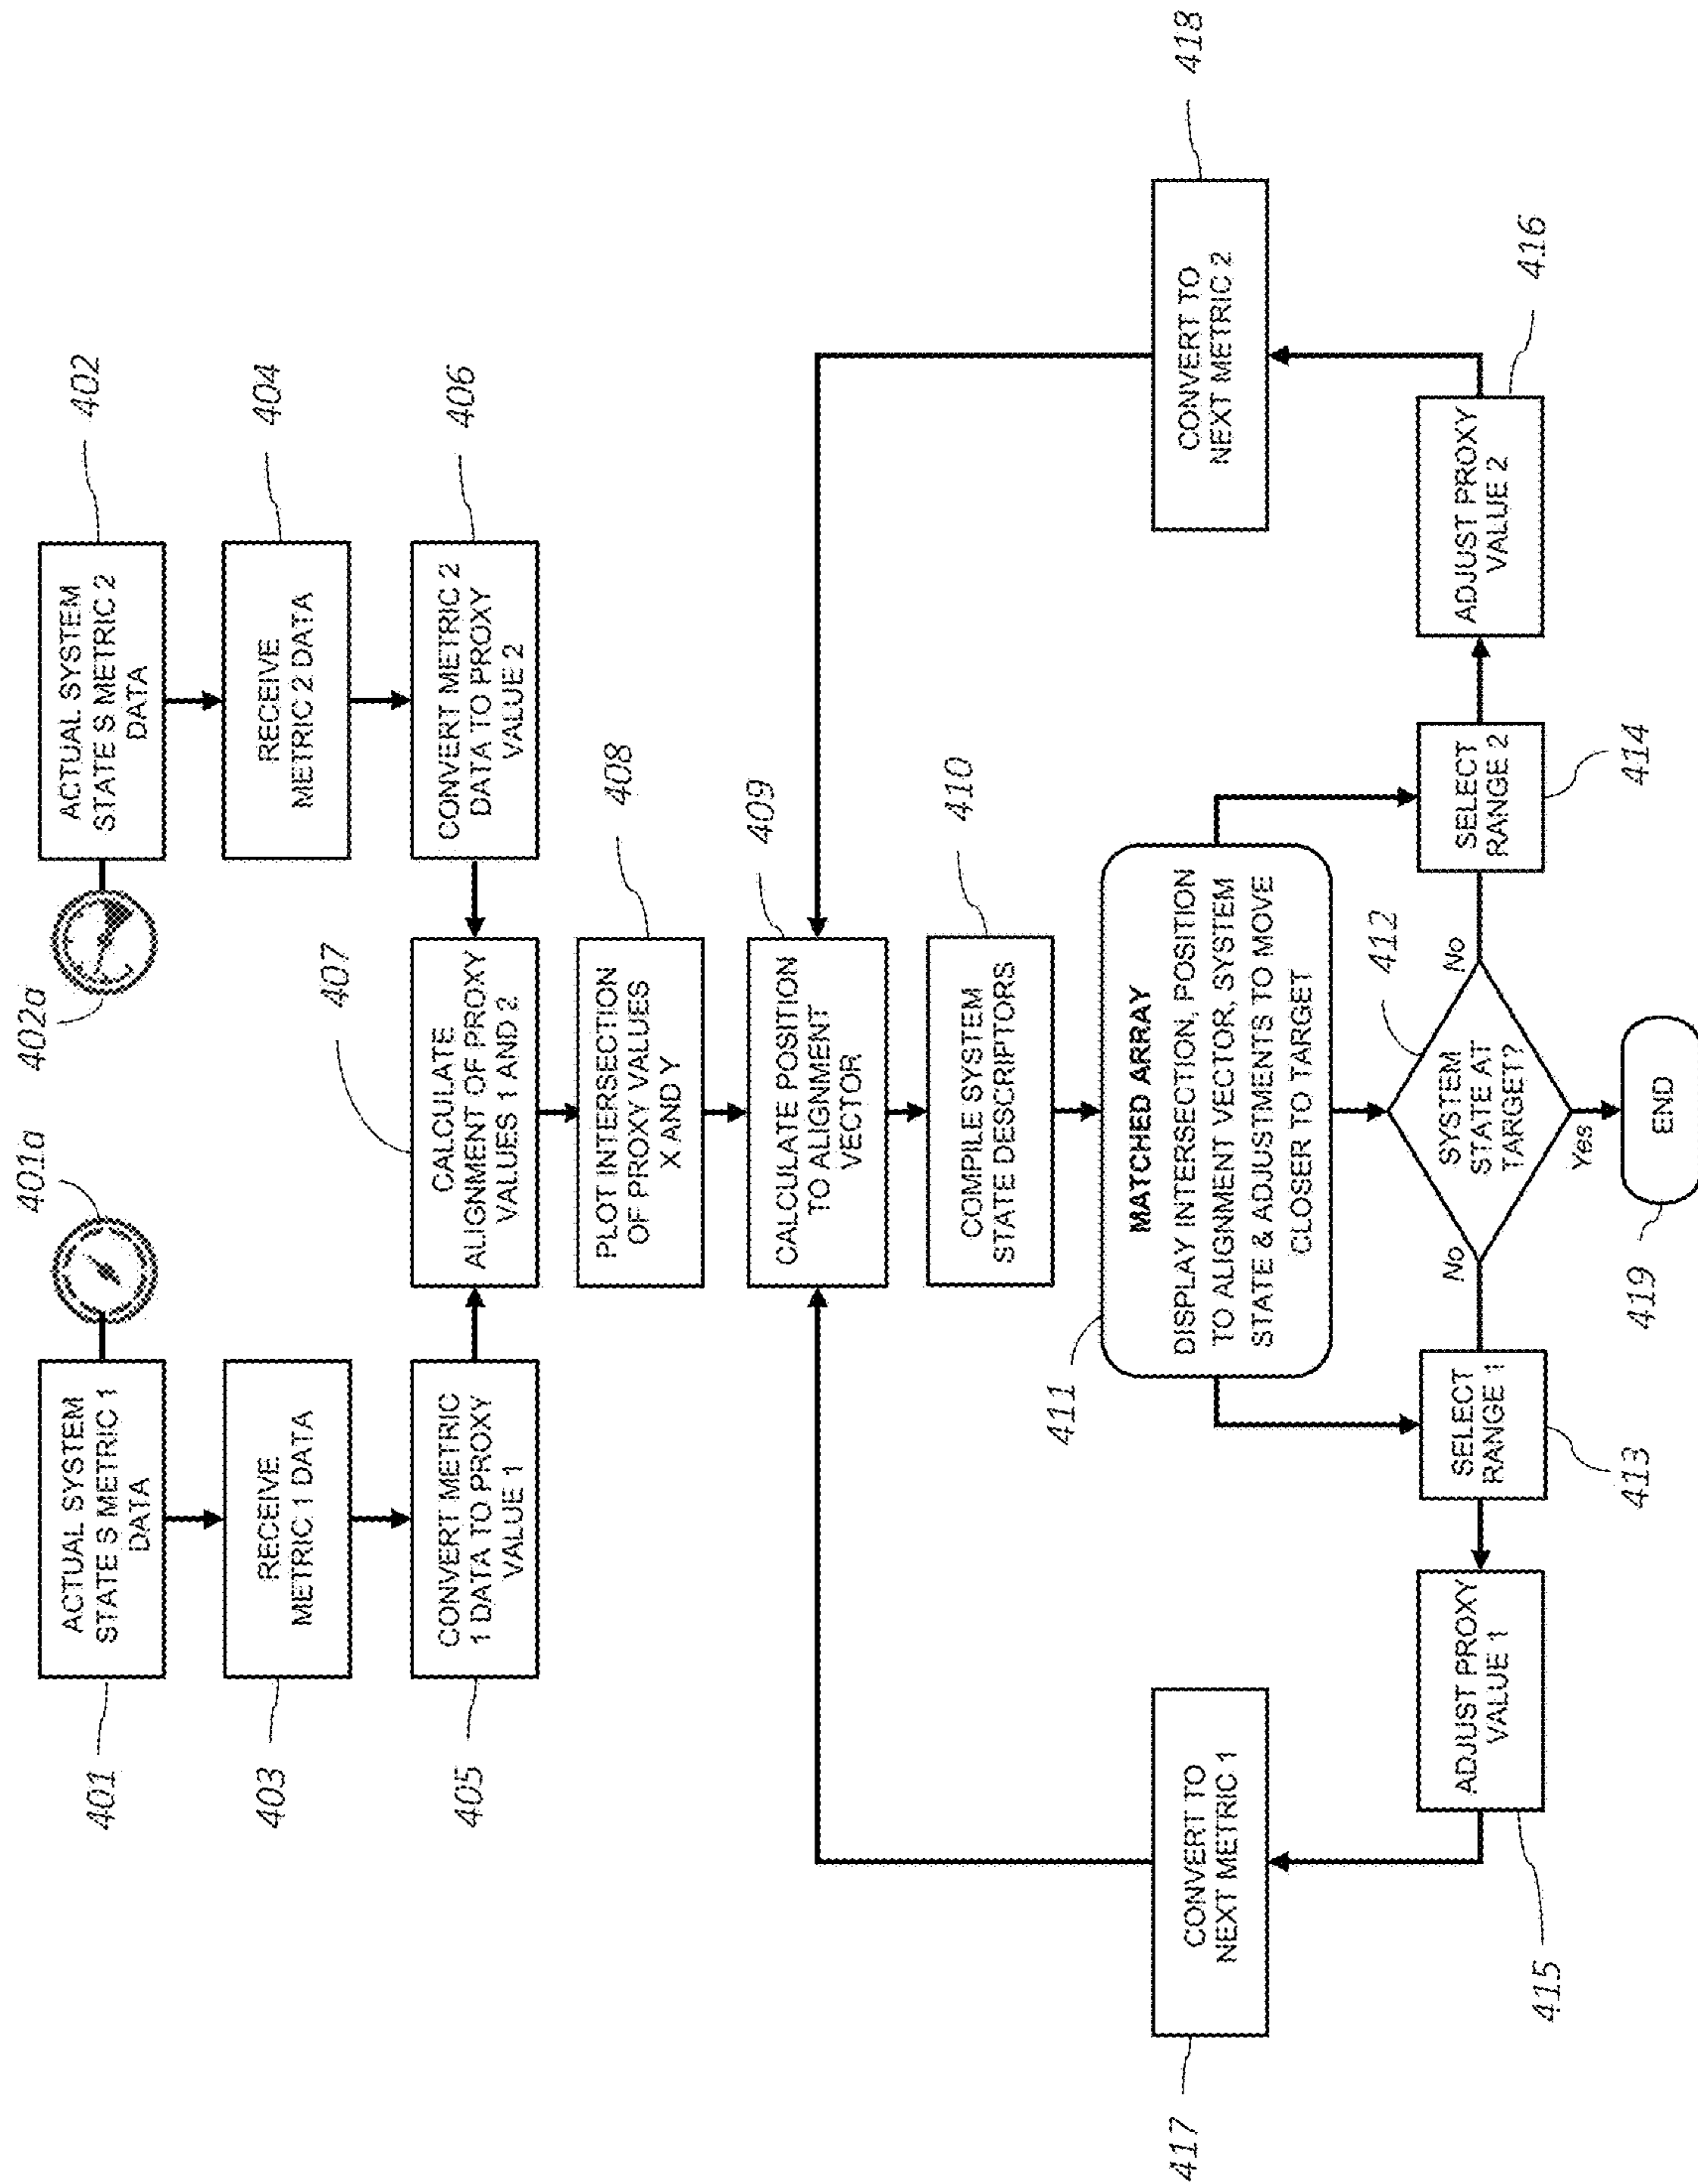 401
ACTUAL SYSTEM
STATE S METRIC 1
DATA
401a
402a
ACTUAL SYSTEM
STATE S METRIC 2
DATA
402
403
RECEIVE
METRIC 1 DATA
RECEIVE
METRIC 2 DATA
404
405
CONVERT METRIC
1 DATA TO PROXY
VALUE 1
407
CALCULATE
ALIGNMENT OF PROXY
VALUES 1 AND 2
CONVERT METRIC 2
DATA TO PROXY
VALUE 2
406
PLOT INTERSECTION
OF PROXY VALUES
X AND Y
408
CALCULATE POSITION
TO ALIGNMENT
VECTOR
409
COMPILE SYSTEM
STATE DESCRIPTORS
410
417
CONVERT TO
NEXT METRIC 1
411
MATCHED ARRAY
DISPLAY INTERSECTION, POSITION
TO ALIGNMENT VECTOR, SYSTEM
STATE & ADJUSTMENTS TO MOVE
CLOSER TO TARGET
CONVERT TO
NEXT METRIC 2
418
415
ADJUST PROXY
VALUE 1
SELECT
RANGE 1
413
No
SYSTEM
STATE AT
TARGET?
412
No
Yes
SELECT
RANGE 2
414
ADJUST PROXY
VALUE 2
416
419
END